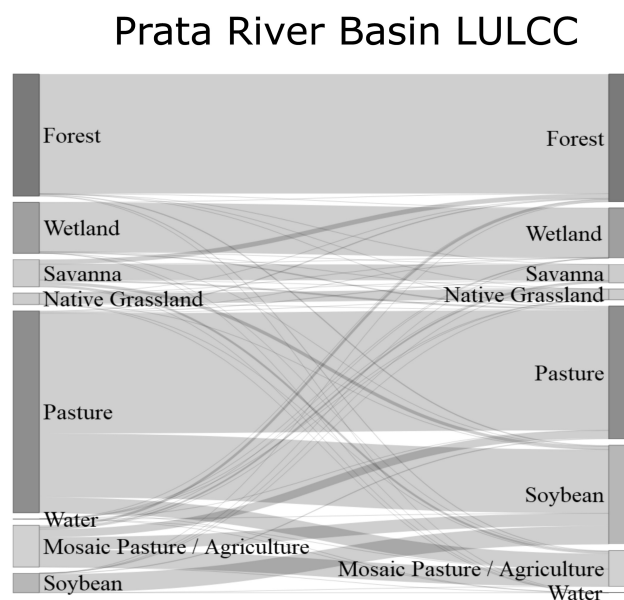 Prata River Basin LULCC
Forest
Forest
Wetland
Wetland
Savanna
Savanna
Native Grassland
Native Grassland
Pasture
Pasture
Soybean
Water
Mosaic Pasture / Agriculture
Mosaic Pasture / Agriculture
Soybean
Water